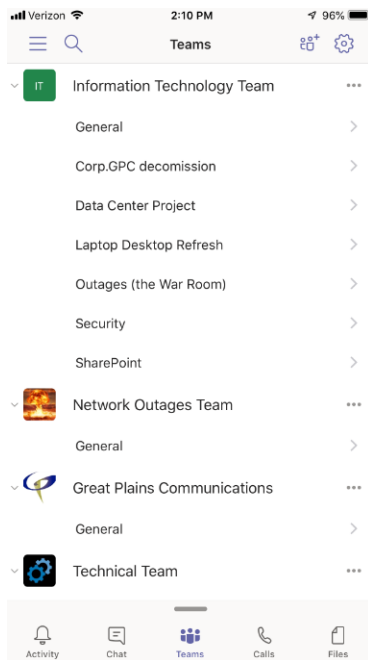 Verizon 2:10 PM 96%
Teams
IT Information Technology Team
General
Corp.GPC decomission
Data Center Project
Laptop Desktop Refresh
Outages (the War Room)
Security
SharePoint
Network Outages Team
General
Great Plains Communications
General
Technical Team
Activity Chat Teams Calls Files